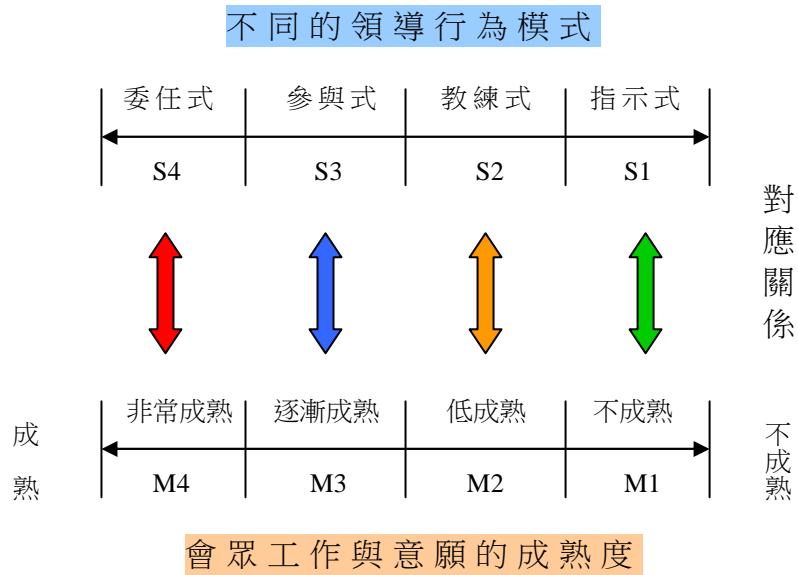 不同的領導行為模式
委任式 參與式 教練式 指示式
S4 S3 S2 S1
對應關係
非常成熟 逐漸成熟 低成熟 不成熟
成熟
不成熟
M4 M3 M2 M1
會眾工作與意願的成熟度